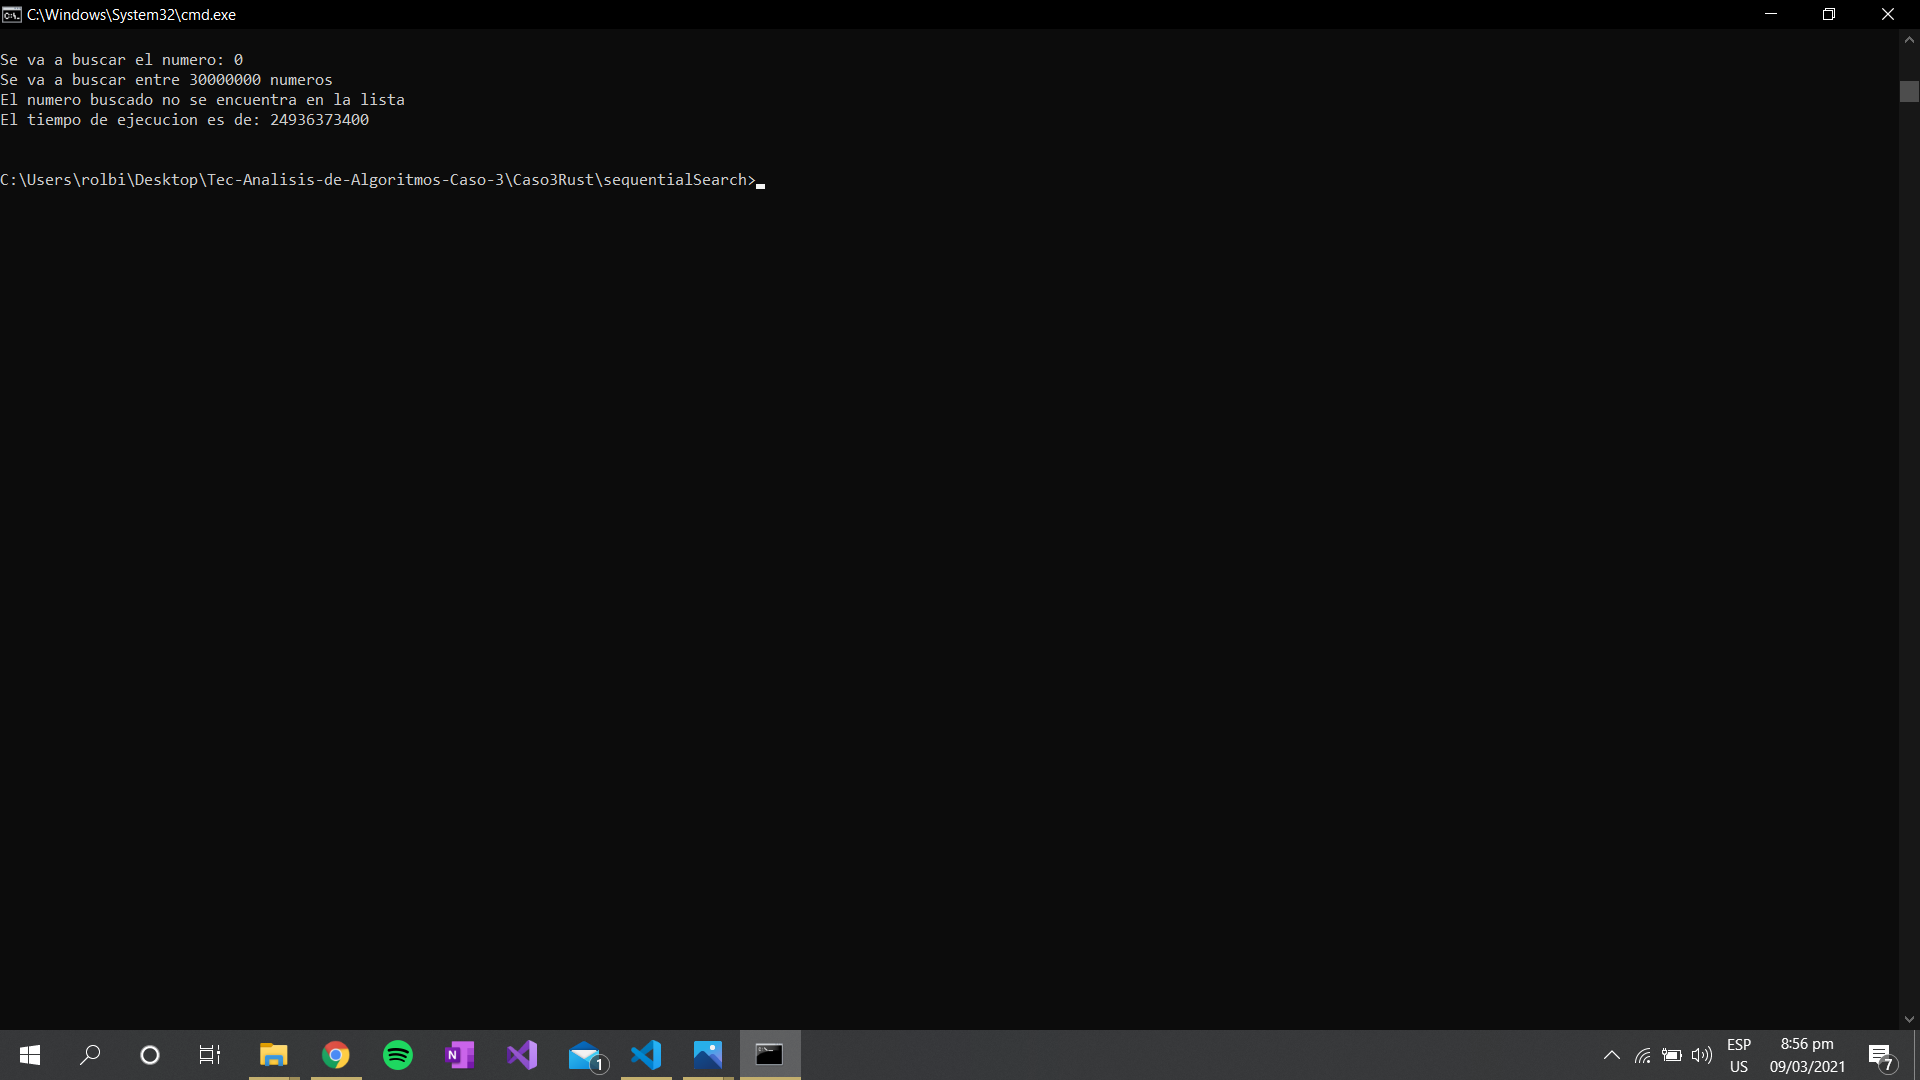 C:\Windows\System32\cmd.exe
Se va a buscar el numero: 0
Se va a buscar entre 30000000 numeros
El numero buscado no se encuentra en la lista
El tiempo de ejecucion es de: 24936373400
C:\Users\rolbi\Desktop\Tec-Analisis-de-Algoritmos-Caso-3\Caso3Rust\sequentialSearch>
1
ESP
US
8:56 pm
09/03/2021
7